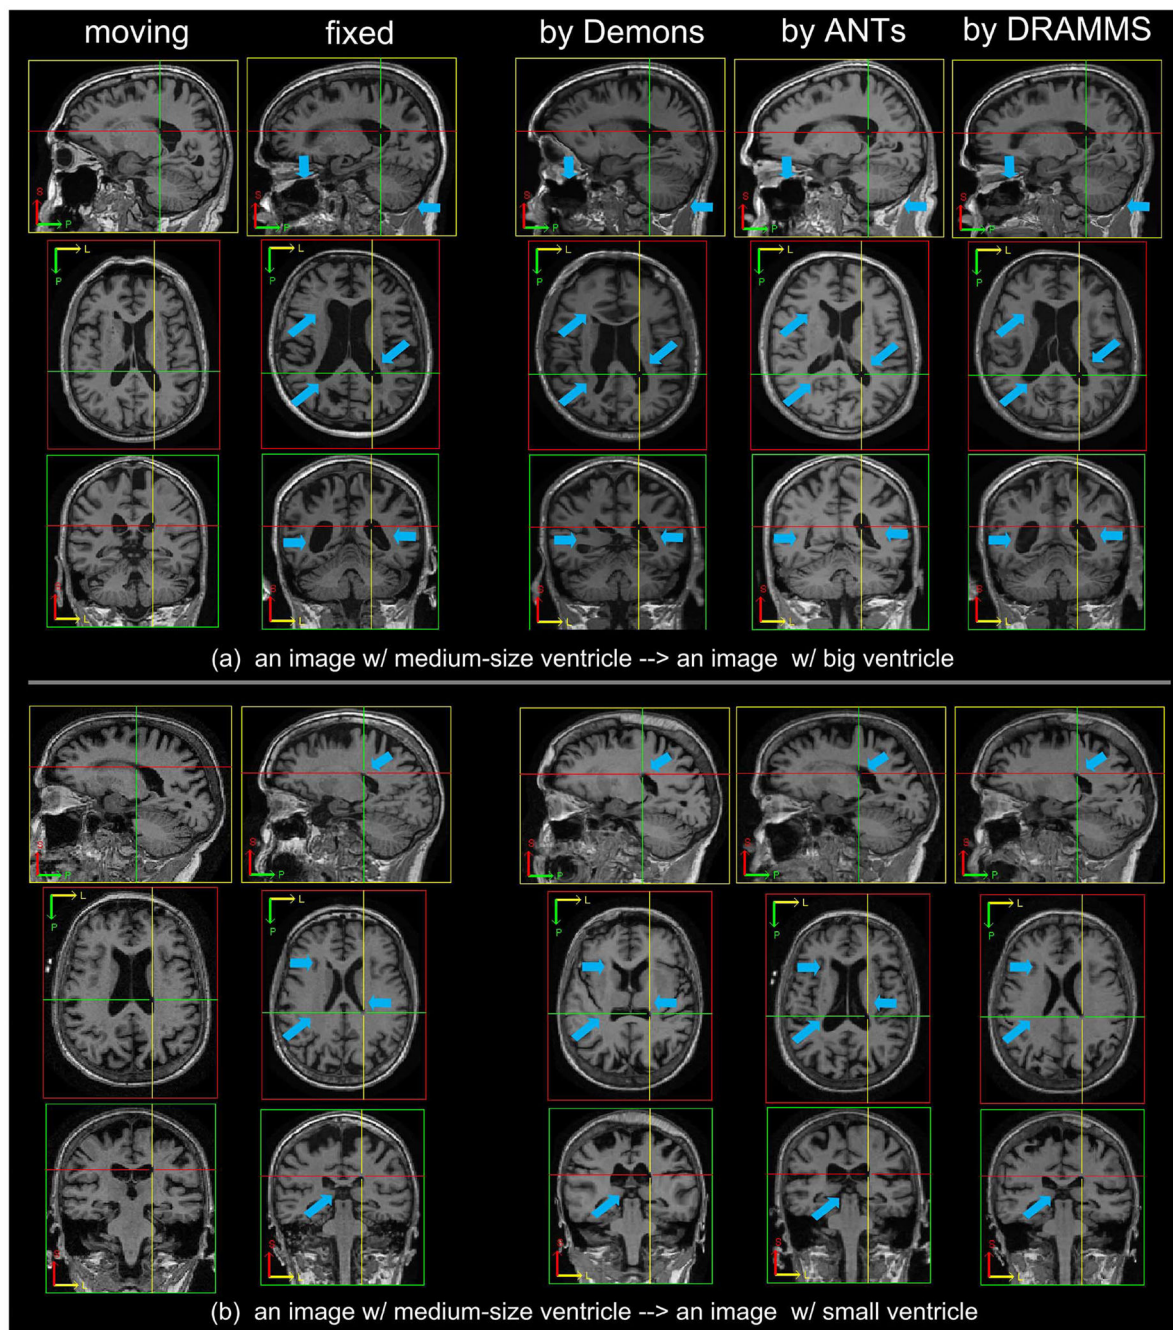 moving fixed by Demons by ANTs by DRAMMS
S P S S S S
L P L P L P L P L P
S L S L S L S L S L
(a) an image w/ medium-size ventricle --> an image w/ big ventricle
S P S S S S
L P L P L P L P L P
S L S L S L S L S L
(b) an image w/ medium-size ventricle --> an image w/ small ventricle